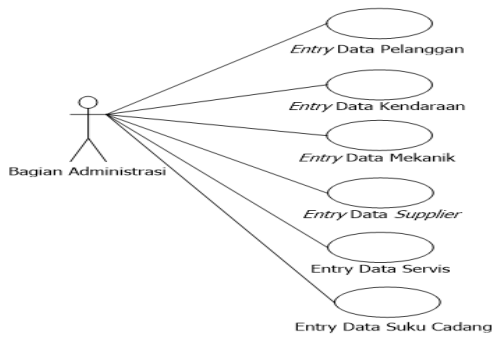 Entry Data Pelanggan
Entry Data Kendaraan
Entry Data Mekanik
Bagian Administrasi
Entry Data Supplier
Entry Data Servis
Entry Data Suku Cadang